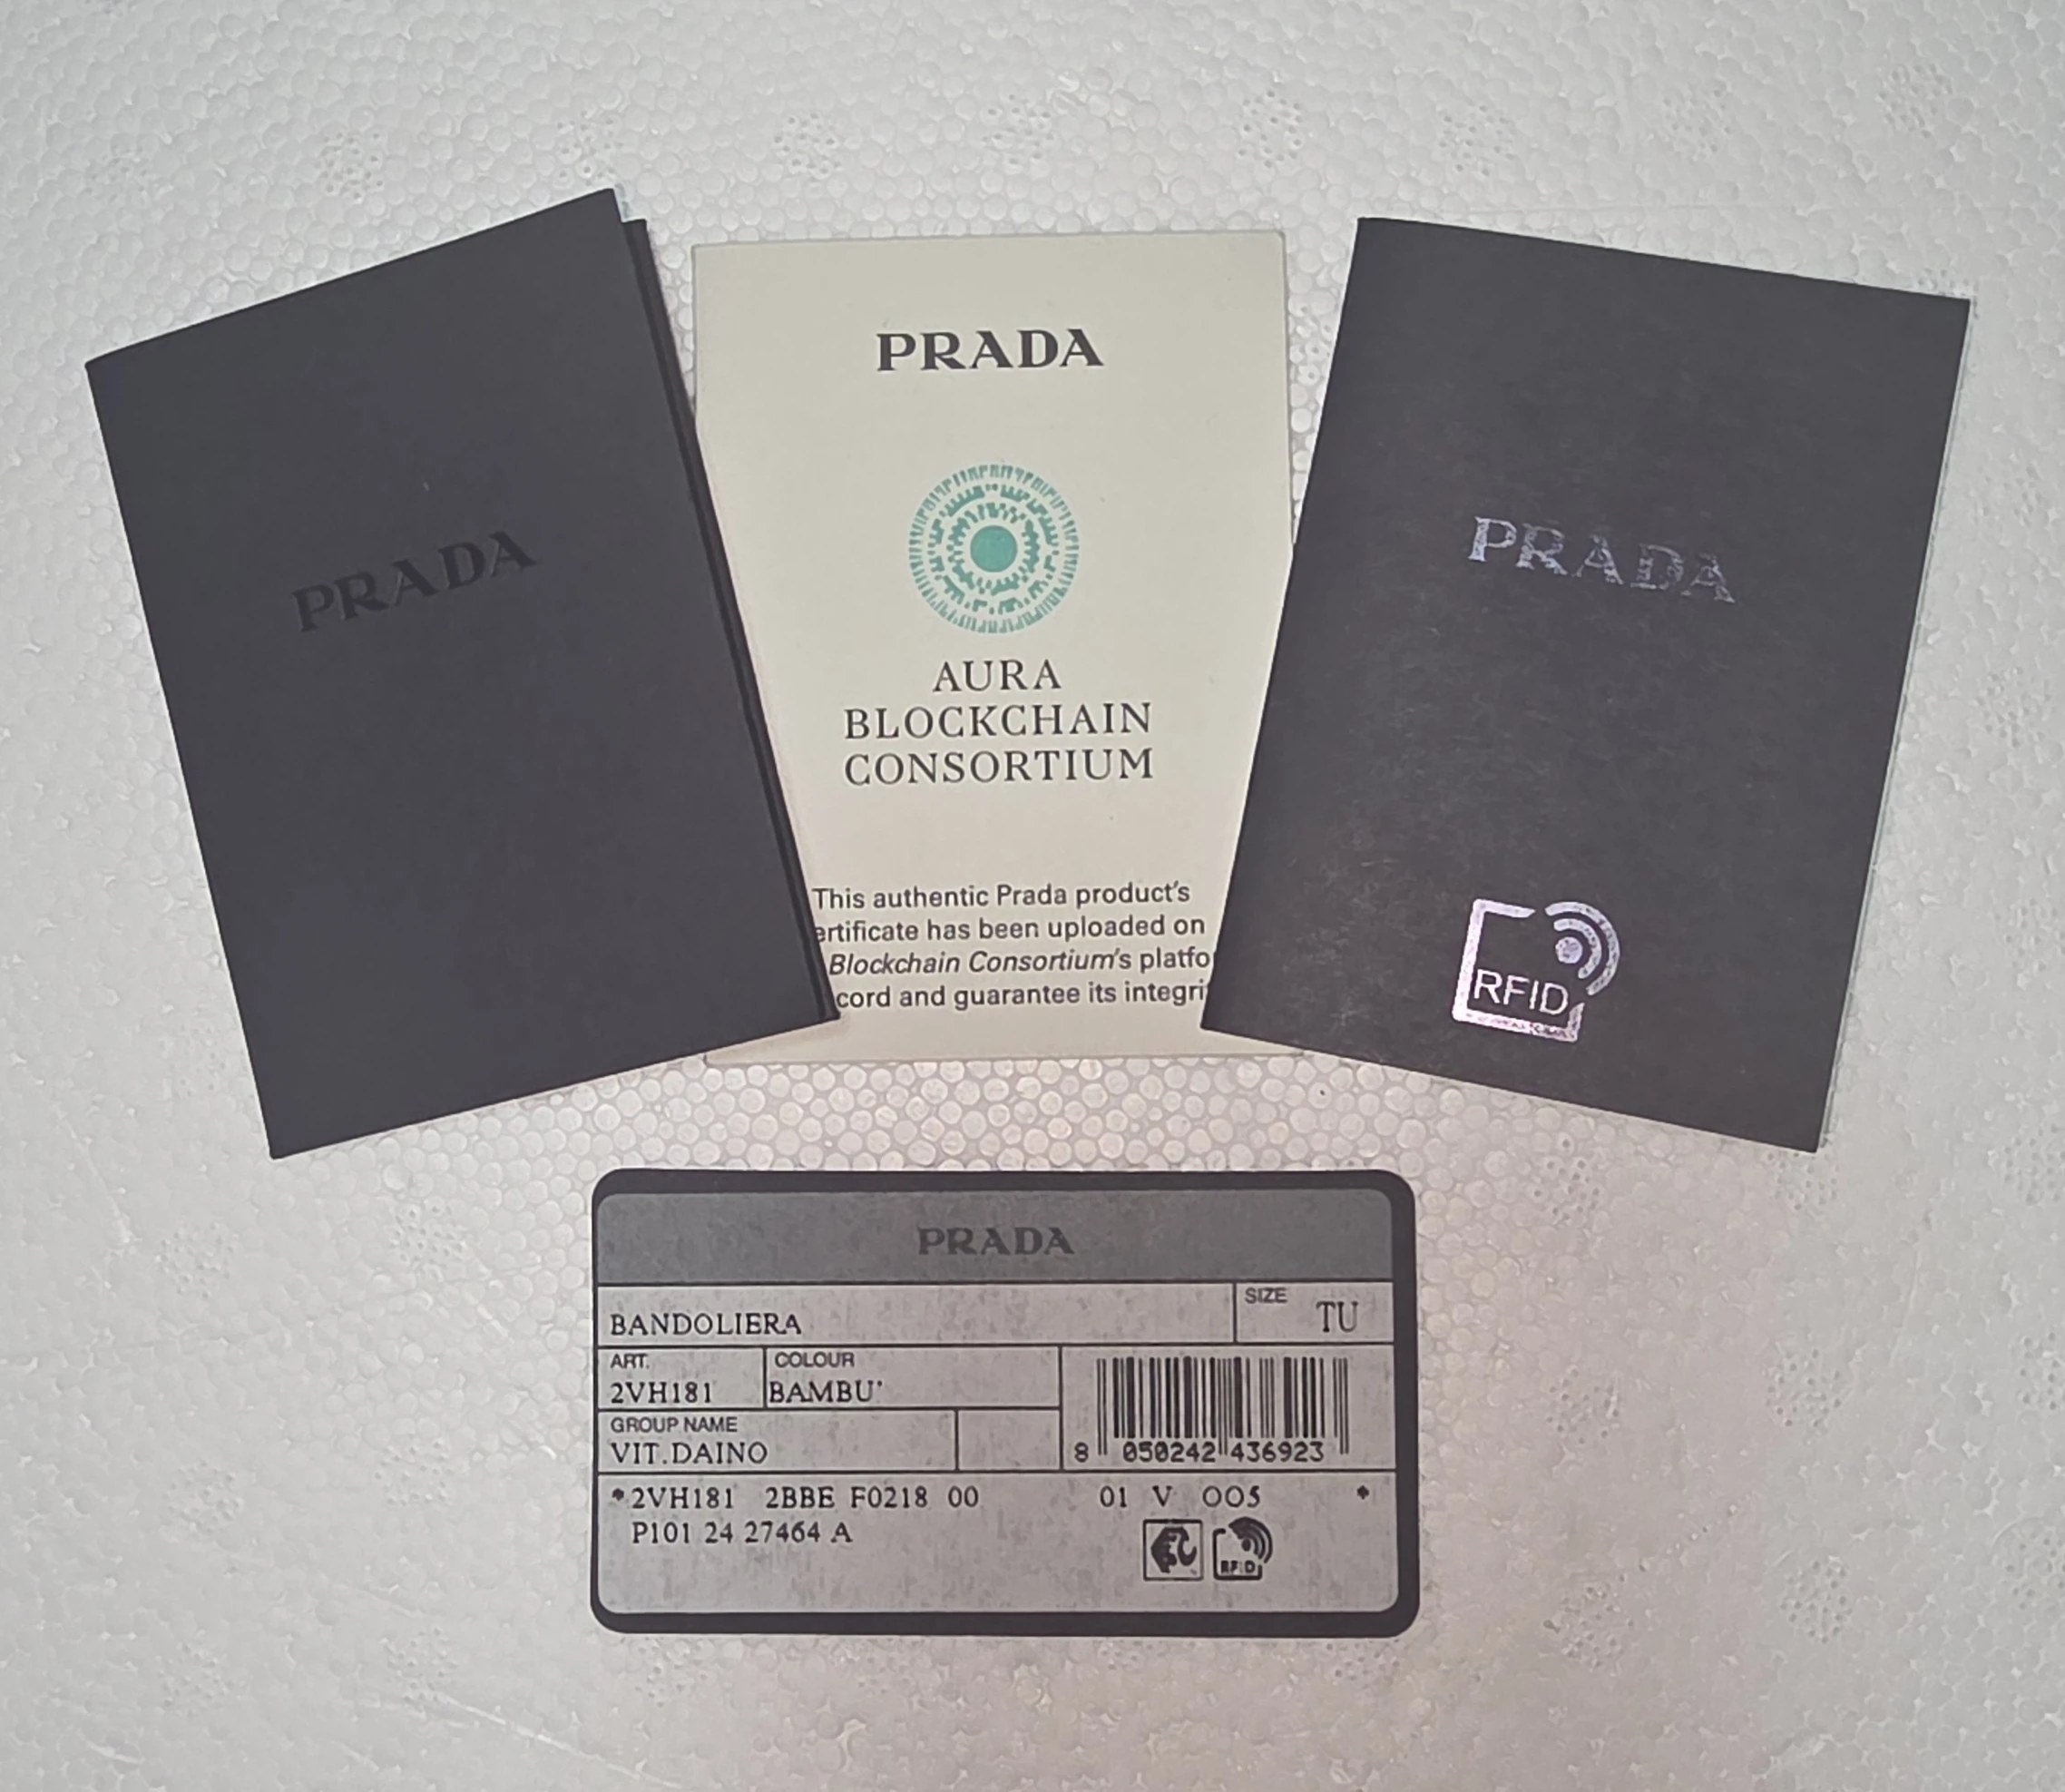 PRADA
PRADA
AURA
BLOCKCHAIN
CONSORTIUM
This authentic Prada product's
ertificate has been uploaded on
Blockchain Consortium's platfo
cord and guarantee its integri
PRADA
RFID
PRADA
BANDOLIERA
SIZE TU
ART.
2VH181
COLOUR
BAMBU'
GROUP NAME
VIT.DAINO
8 050242 436923
*2VH181 2BBE F0218 00 01 V OO5 *
P101 24 27464 A
RFID